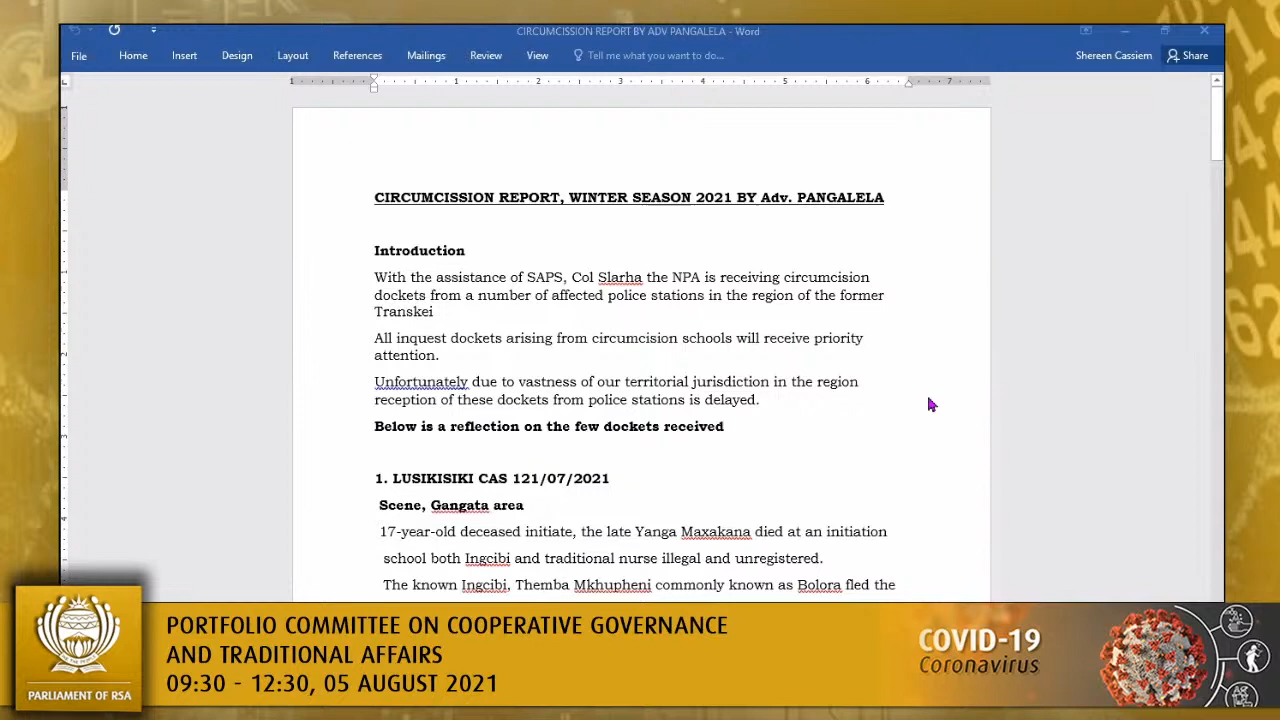 CIRCUMCISSION REPORT BY ADV PANGALELA - Word
File Home Insert Design Layout References Mailings Review View Tell me what you want to do... Shereen Cassiem Share
1 1 2 3 4 5 6 7
CIRCUMCISSION REPORT, WINTER SEASON 2021 BY Adv. PANGALELA
Introduction
With the assistance of SAPS, Col Slarha the NPA is receiving circumcision
dockets from a number of affected police stations in the region of the former
Transkei
All inquest dockets arising from circumcision schools will receive priority
attention.
Unfortunately due to vastness of our territorial jurisdiction in the region
reception of these dockets from police stations is delayed.
Below is a reflection on the few dockets received
1. LUSIKISIKI CAS 121/07/2021
Scene, Gangata area
17-year-old deceased initiate, the late Yanga Maxakana died at an initiation
school both Ingcibi and traditional nurse illegal and unregistered.
The known Ingcibi, Themba Mkhupheni commonly known as Bolora fled the
PORTFOLIO COMMITTEE ON COOPERATIVE GOVERNANCE
AND TRADITIONAL AFFAIRS
09:30 - 12:30, 05 AUGUST 2021
PARLIAMENT OF RSA
COVID-19
Coronavirus